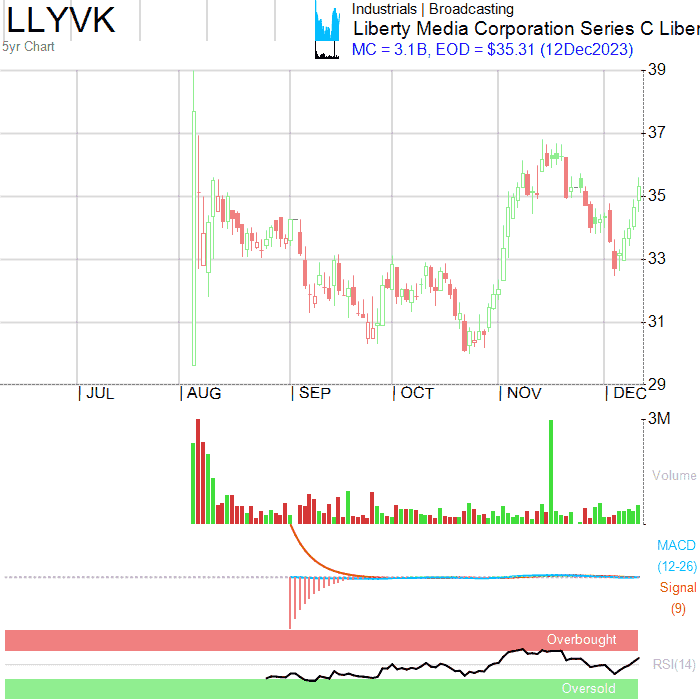 LLYVK
5yr Chart
Industrials | Broadcasting
Liberty Media Corporation Series C Liber
MC = 3.1B, EOD = $35.31 (12Dec2023)
39
37
35
33
31
29
| JUL | AUG | SEP | OCT | NOV | DEC
3M
Volume
MACD
(12-26)
Signal
(9)
Overbought
RSI(14)
Oversold